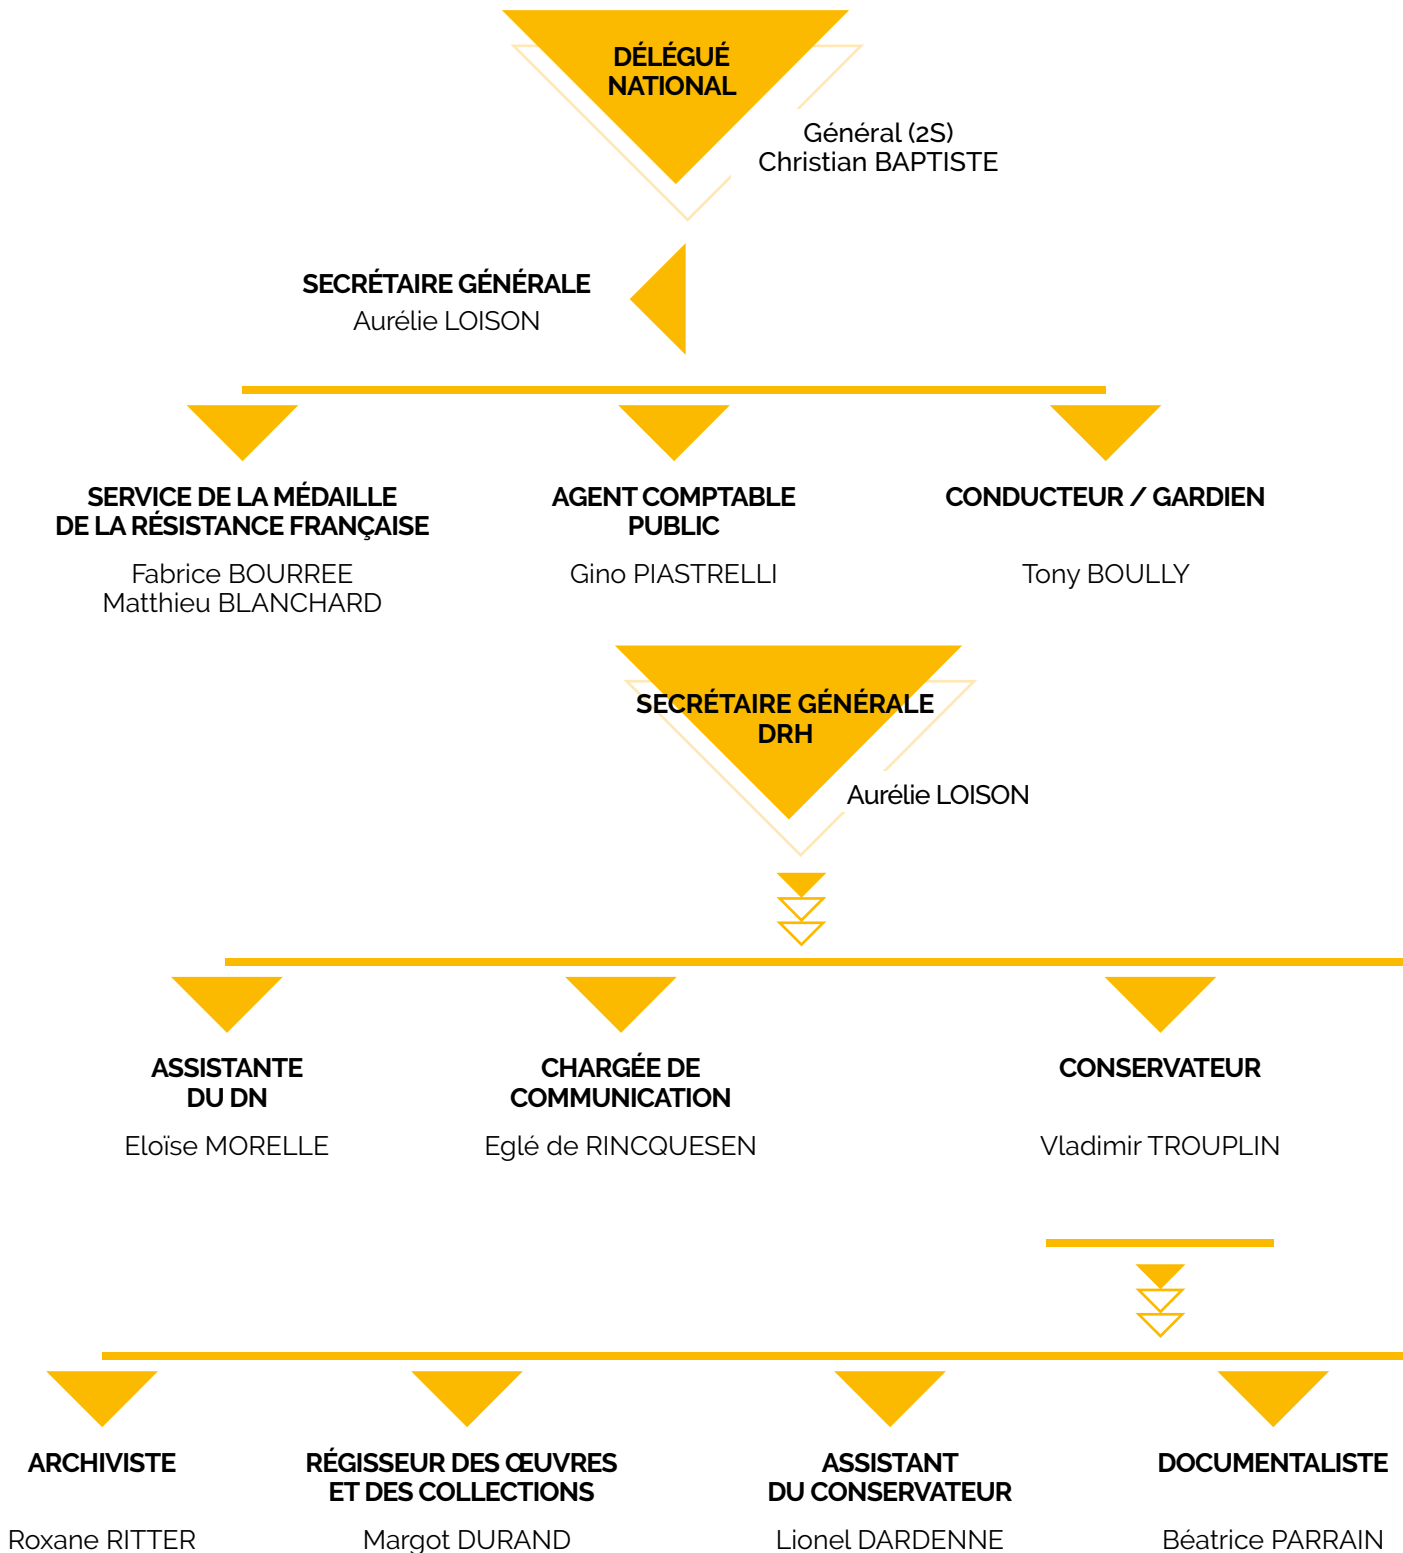 DÉLÉGUÉ
NATIONAL
Général (2S)
Christian BAPTISTE
SECRÉTAIRE GÉNÉRALE
Aurélie LOISON
SERVICE DE LA MÉDAILLE
DE LA RÉSISTANCE FRANÇAISE
Fabrice BOURREE
Matthieu BLANCHARD
AGENT COMPTABLE
PUBLIC
Gino PIASTRELLI
CONDUCTEUR / GARDIEN
Tony BOULLY
SECRÉTAIRE GÉNÉRALE
DRH
Aurélie LOISON
ASSISTANTE
DU DN
Eloïse MORELLE
CHARGÉE DE
COMMUNICATION
Eglé de RINCQUESEN
CONSERVATEUR
Vladimir TROUPLIN
ARCHIVISTE
Roxane RITTER
RÉGISSEUR DES ŒUVRES
ET DES COLLECTIONS
Margot DURAND
ASSISTANT
DU CONSERVATEUR
Lionel DARDENNE
DOCUMENTALISTE
Béatrice PARRAIN